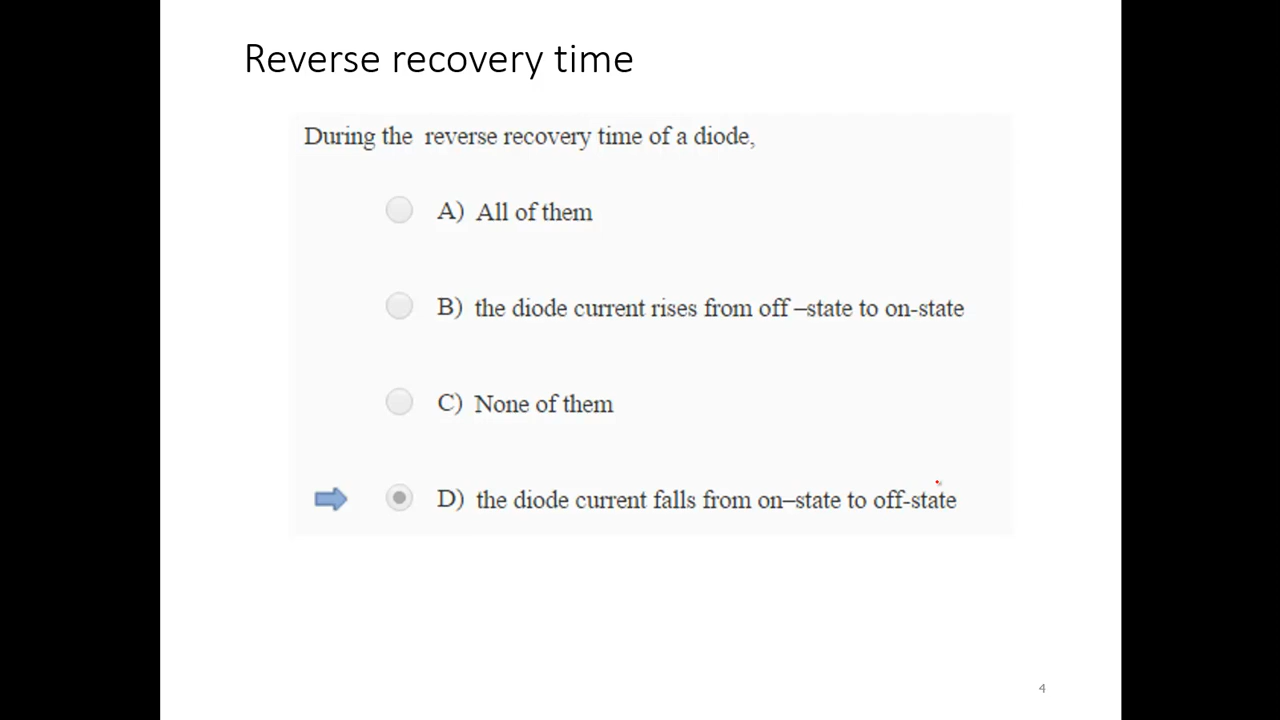 Reverse recovery time
During the reverse recovery time of a diode,
A) All of them
B) the diode current rises from off –state to on-state
C) None of them
D) the diode current falls from on–state to off-state
4